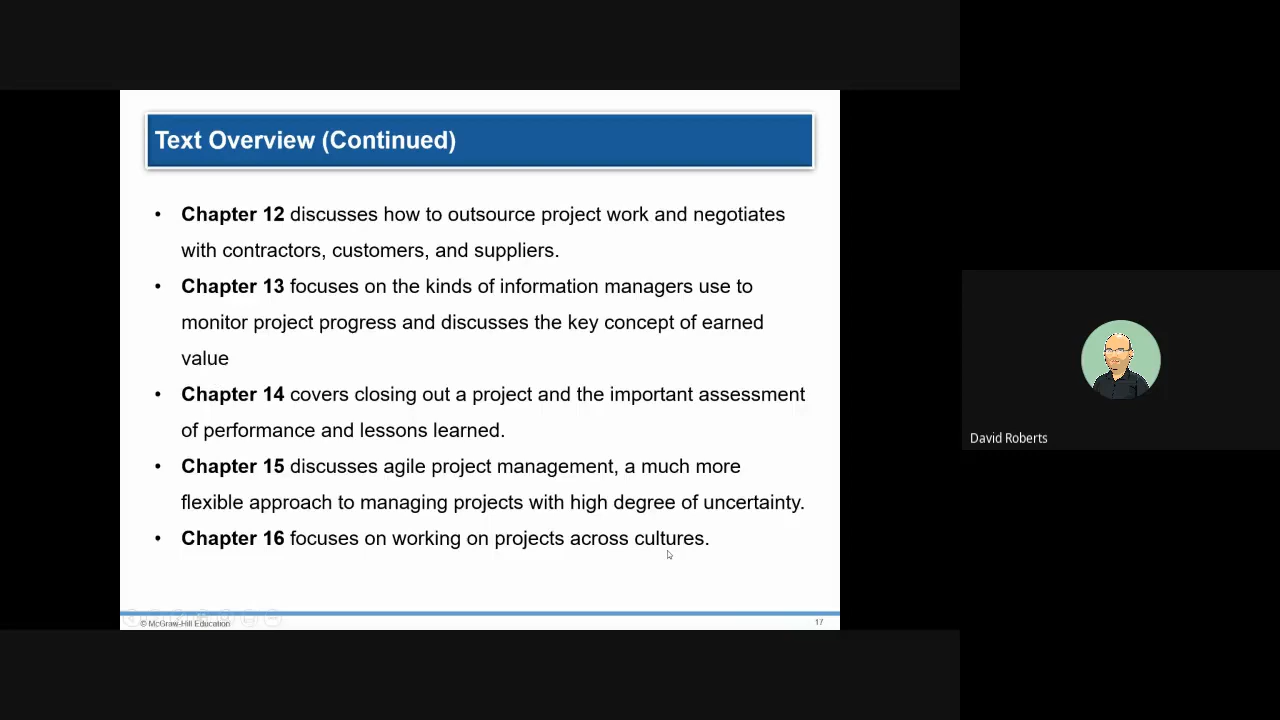 Text Overview (Continued)
• Chapter 12 discusses how to outsource project work and negotiates
with contractors, customers, and suppliers.
• Chapter 13 focuses on the kinds of information managers use to
monitor project progress and discusses the key concept of earned
value
• Chapter 14 covers closing out a project and the important assessment
of performance and lessons learned.
• Chapter 15 discusses agile project management, a much more
flexible approach to managing projects with high degree of uncertainty.
• Chapter 16 focuses on working on projects across cultures.
© McGraw-Hill Education
17
David Roberts